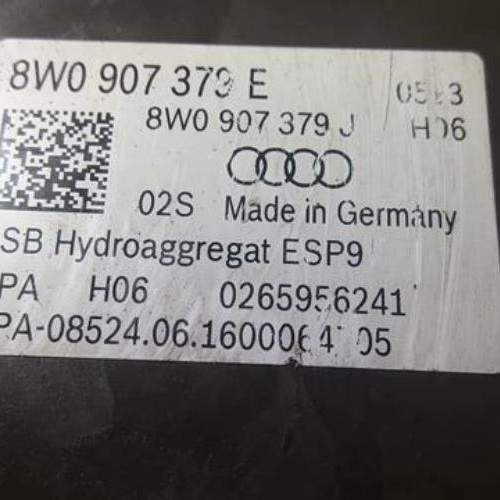 8W0 907 379 E
8W0 907 379 J H06
02S Made in Germany
SB Hydroaggregat ESP9
PA H06 0265956241